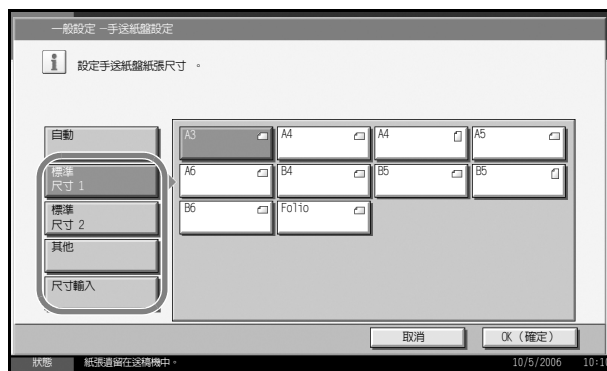 一般設定 －手送紙盤設定
設定手送紙盤紙張尺寸 。
自動
標準
尺寸 1
標準
尺寸 2
其他
尺寸輸入
A3
A4
A4
A5
A6
B4
B5
B5
B6
Folio
取消
OK (確定)
狀態
紙張遺留在送稿機中。
10/5/2006
10:10